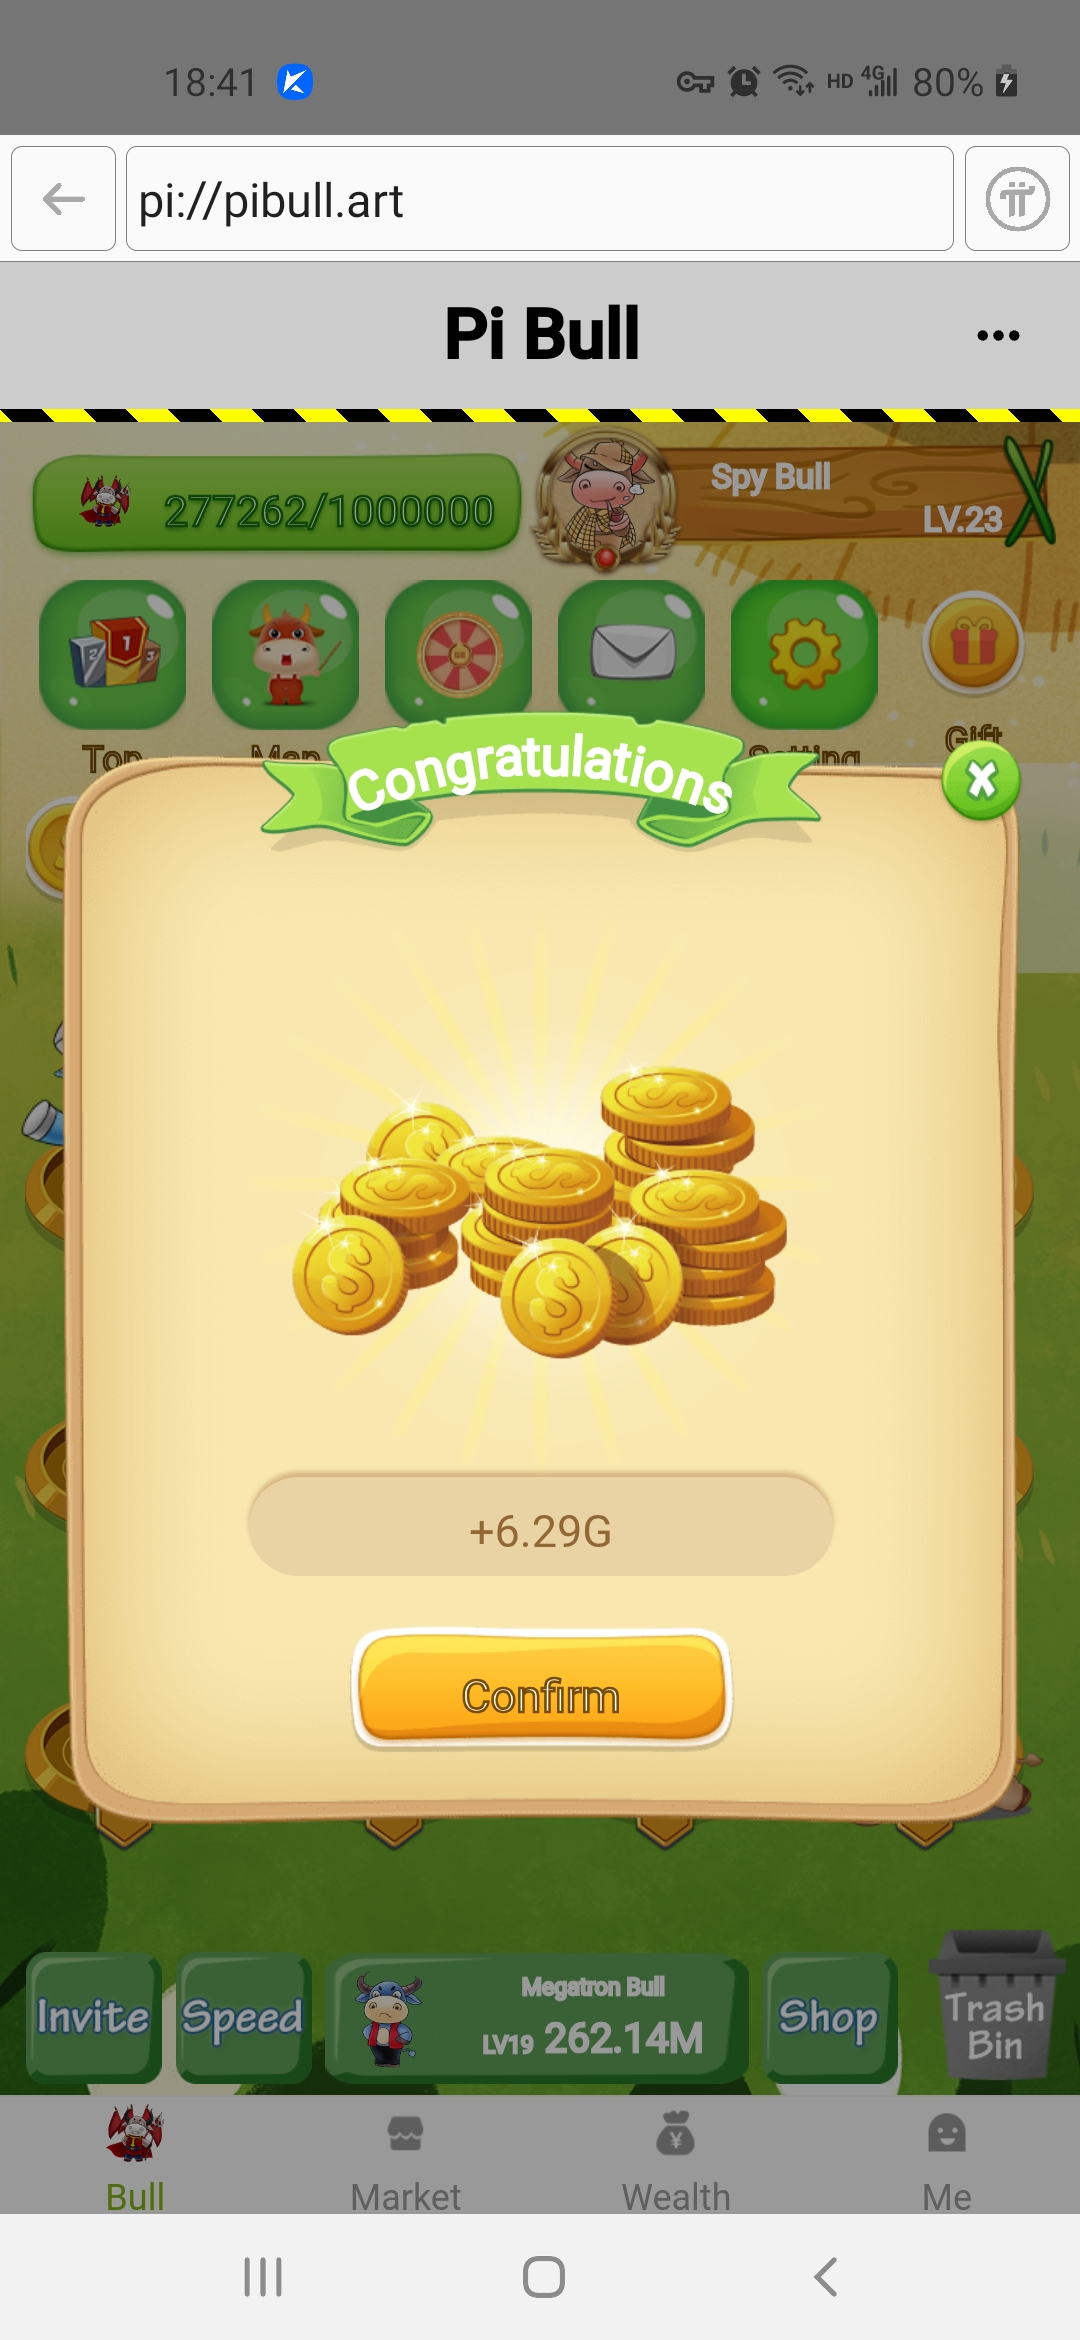 18:41
HD 4G 80%
pi://pibull.art
Pi Bull
277262/1000000
Spy Bull
LV.23
Top
Map
Setting
Gift
Congratulations
+6.29G
Confirm
Invite
Speed
Megatron Bull
LV19 262.14M
Shop
Trash
Bin
Bull
Market
Wealth
Me